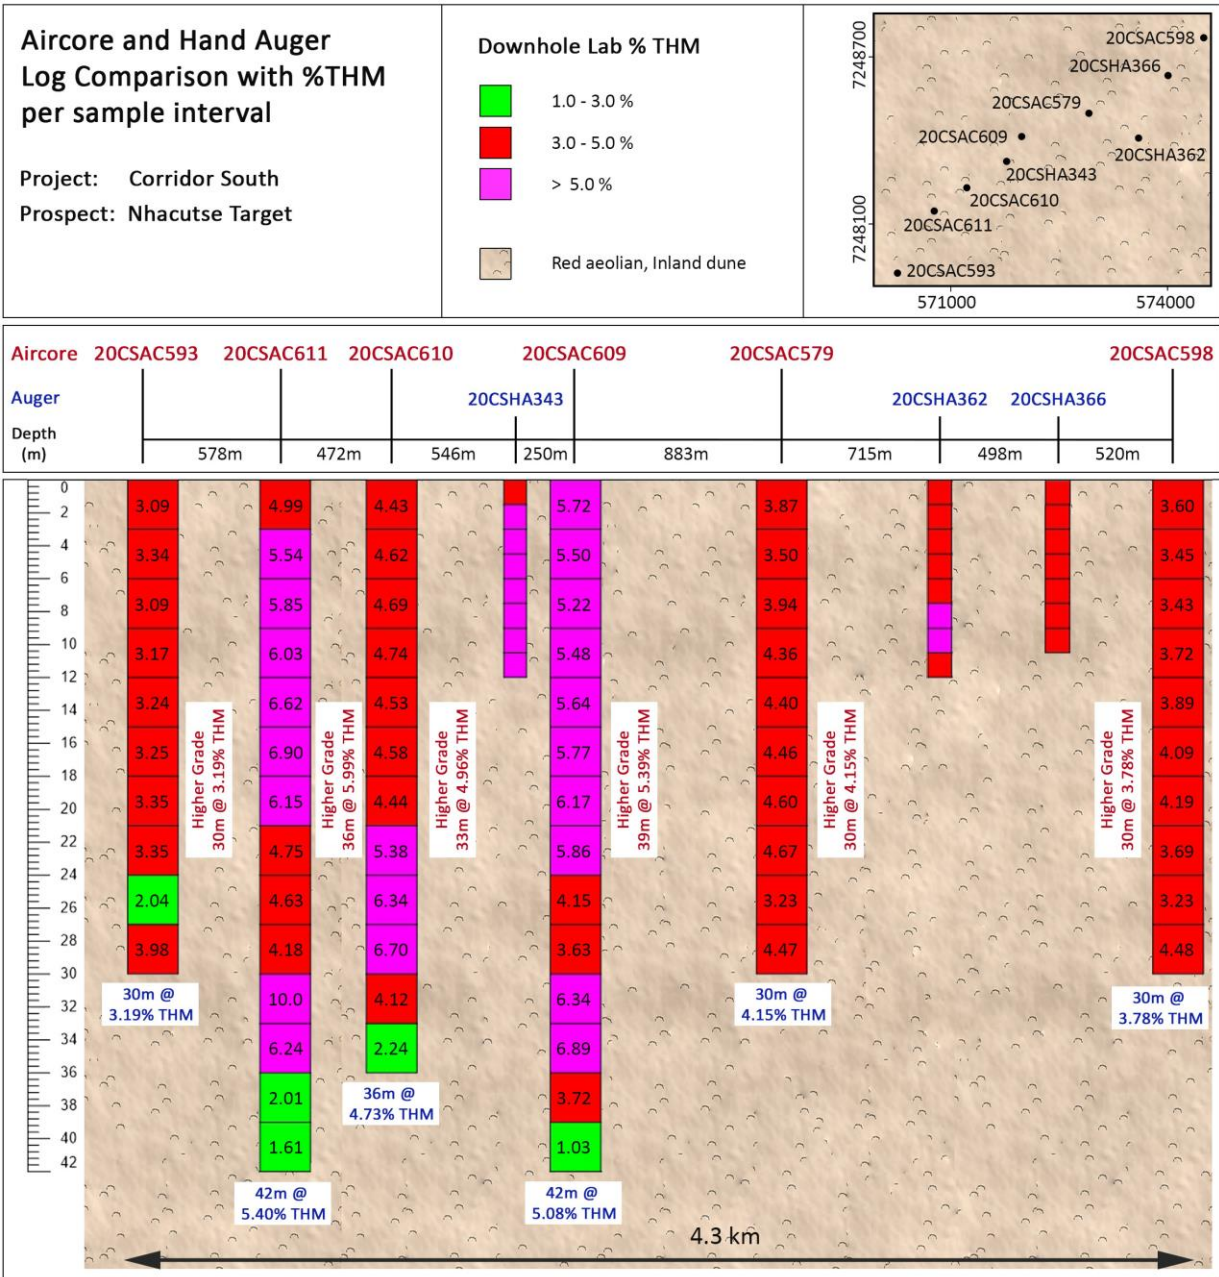 Aircore and Hand Auger
Log Comparison with %THM
per sample interval
Project: Corridor South
Prospect: Nhacutse Target
Downhole Lab % THM
1.0 - 3.0 %
3.0 - 5.0 %
> 5.0 %
Red aeolian, Inland dune
7248700
7248100
20CSAC598
20CSHA366
20CSAC579
20CSAC609
20CSHA362
20CSHA343
20CSAC610
20CSAC611
20CSAC593
571000 574000
Aircore 20CSAC593 20CSAC611 20CSAC610 20CSAC609 20CSAC579 20CSAC598
Auger 20CSHA343 20CSHA362 20CSHA366
Depth
(m) 578m 472m 546m 250m 883m 715m 498m 520m
0
2
4
6
8
10
12
14
16
18
20
22
24
26
28
30
32
34
36
38
40
42
3.09
3.34
3.09
3.17
3.24
3.25
3.35
3.35
2.04
3.98
30m @
3.19% THM
Higher Grade
30m @ 3.19% THM
4.99
5.54
5.85
6.03
6.62
6.90
6.15
4.75
4.63
4.18
10.0
6.24
2.01
1.61
42m @
5.40% THM
Higher Grade
36m @ 5.99% THM
4.43
4.62
4.69
4.74
4.53
4.58
4.44
5.38
6.34
6.70
4.12
2.24
36m @
4.73% THM
Higher Grade
33m @ 4.96% THM
5.72
5.50
5.22
5.48
5.64
5.77
6.17
5.86
4.15
3.63
6.34
6.89
3.72
1.03
42m @
5.08% THM
Higher Grade
39m @ 5.39% THM
3.87
3.50
3.94
4.36
4.40
4.46
4.60
4.67
3.23
4.47
30m @
4.15% THM
Higher Grade
30m @ 4.15% THM
Higher Grade
30m @ 3.78% THM
3.60
3.45
3.43
3.72
3.89
4.09
4.19
3.69
3.23
4.48
30m @
3.78% THM
4.3 km